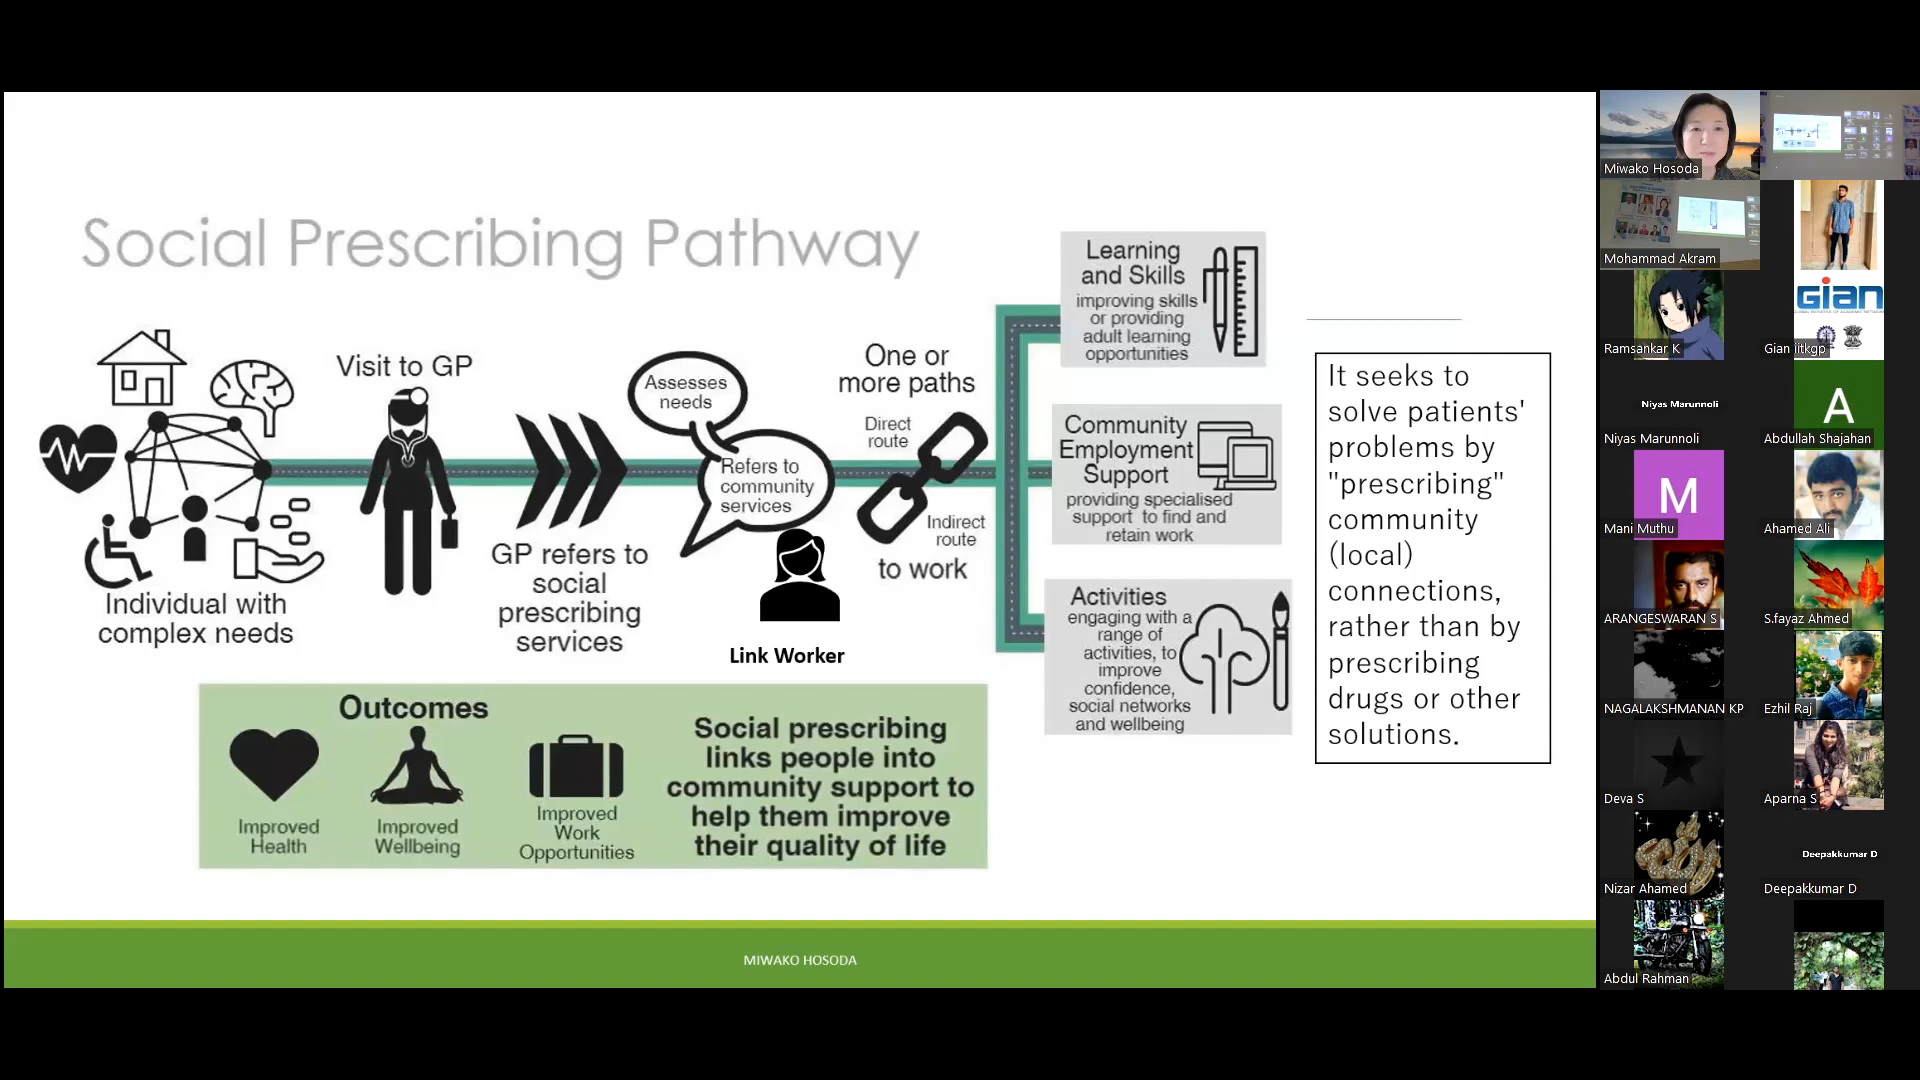 Social Prescribing Pathway
Individual with
complex needs
Visit to GP
GP refers to
social
prescribing
services
Assesses
needs
Refers to
community
services
Link Worker
One or
more paths
Direct
route
Indirect
route
to work
Learning
and Skills
improving skills
or providing
adult learning
opportunities
Community
Employment
Support
providing specialised
support to find and
retain work
Activities
engaging with a
range of
activities, to
improve
confidence,
social networks
and wellbeing
It seeks to
solve patients'
problems by
"prescribing"
community
(local)
connections,
rather than by
prescribing
drugs or other
solutions.
Outcomes
Improved
Health
Improved
Wellbeing
Improved
Work
Opportunities
Social prescribing
links people into
community support to
help them improve
their quality of life
MIWAKO HOSODA
Miwako Hosoda
Mohammad Akram
Ramsankar K
Gian
Gian iitkgp
Niyas Marunnoli
Niyas Marunnoli
A
Abdullah Shajahan
M
Mani Muthu
Ahamed Ali
ARANGESWARAN S
S.fayaz Ahmed
NAGALAKSHMANAN KP
Ezhil Raj
Deva S
Aparna S
Nizar Ahamed
Deepakkumar D
Deepakkumar D
Abdul Rahman